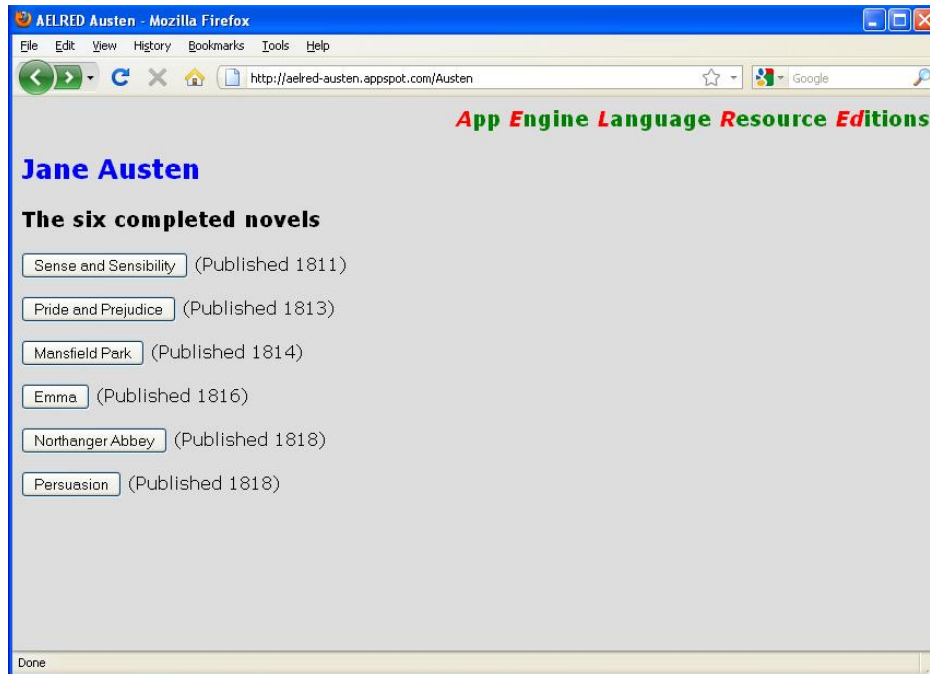 AELRED Austen - Mozilla Firefox
File Edit View History Bookmarks Tools Help
http://aelred-austen.appspot.com/Austen Google
App Engine Language Resource Editions
Jane Austen
The six completed novels
Sense and Sensibility (Published 1811)
Pride and Prejudice (Published 1813)
Mansfield Park (Published 1814)
Emma (Published 1816)
Northanger Abbey (Published 1818)
Persuasion (Published 1818)
Done